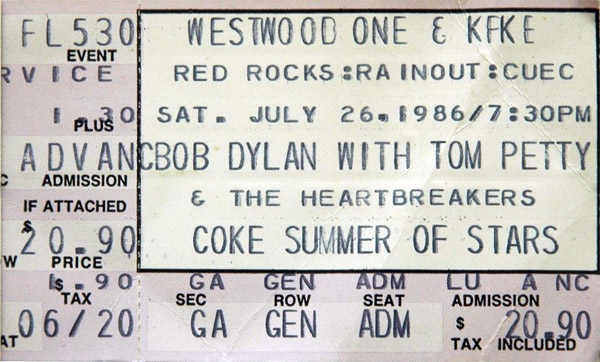 FL530 WESTWOOD ONE & KFKE
EVENT
RVICE RED ROCKS:RAINOUT:CUEC
1.30 SAT. JULY 26,1986/7:30PM
PLUS
ADVANCBOB DYLAN WITH TOM PETTY
C ADMISSION
IF ATTACHED & THE HEARTBREAKERS
$
20.90 COKE SUMMER OF STARS
W PRICE
$
1.90 GA GEN ADM LU A NC
TAX SEC ROW SEAT ADMISSION
06/20 GA GEN ADM $ 20.90
AT TAX INCLUDED